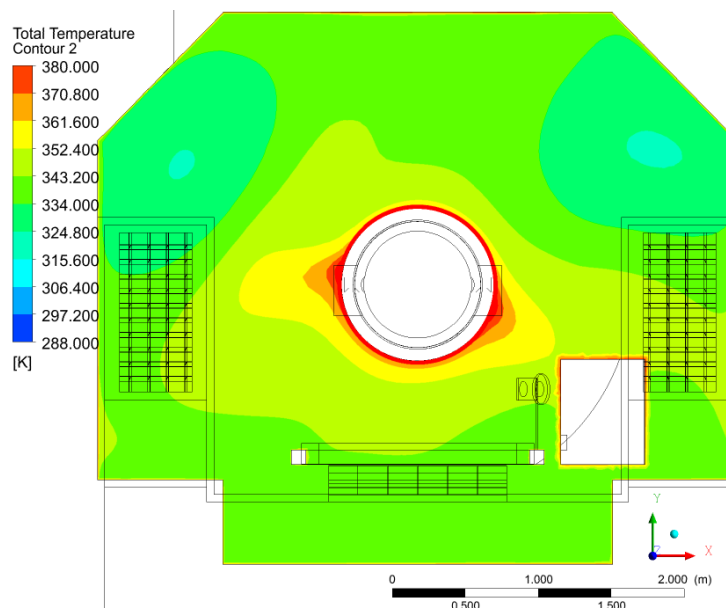 Total Temperature
Contour 2
380.000
370.800
361.600
352.400
343.200
334.000
324.800
315.600
306.400
297.200
288.000
[K]
Y
X
Z
0 1.000 2.000 (m)
0.500 1.500